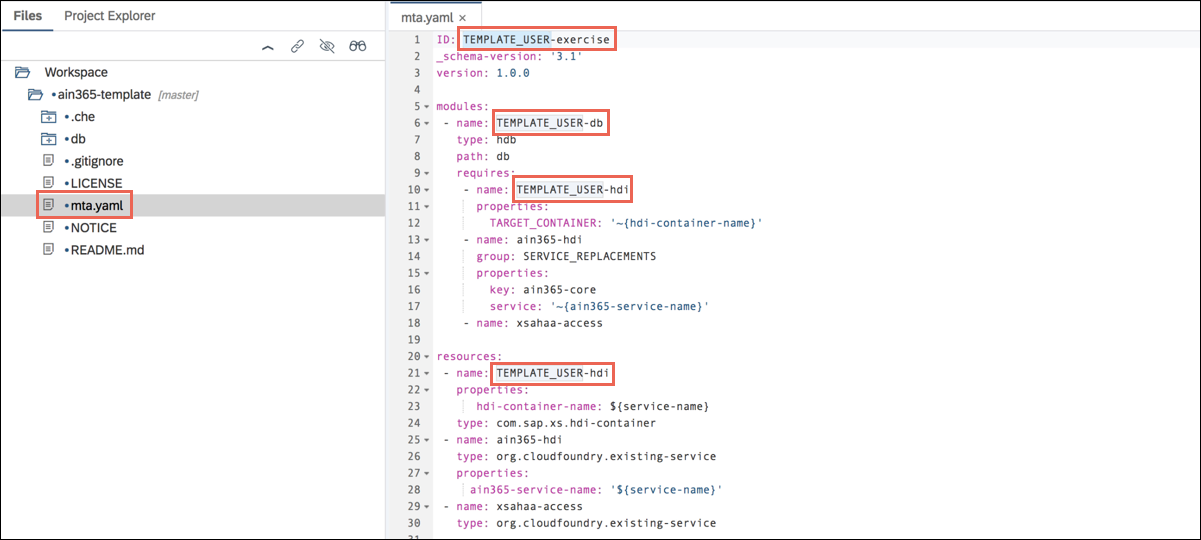 Files Project Explorer
Workspace
ain365-template [master]
.che
db
.gitignore
LICENSE
mta.yaml
NOTICE
README.md
mta.yaml ×
1 ID: TEMPLATE_USER-exercise
2 _schema-version: '3.1'
3 version: 1.0.0
4
5 modules:
6 - name: TEMPLATE_USER-db
7 type: hdb
8 path: db
9 requires:
10 - name: TEMPLATE_USER-hdi
11 properties:
12 TARGET_CONTAINER: '~{hdi-container-name}'
13 - name: ain365-hdi
14 group: SERVICE_REPLACEMENTS
15 properties:
16 key: ain365-core
17 service: '~{ain365-service-name}'
18 - name: xsahaa-access
19
20 resources:
21 - name: TEMPLATE_USER-hdi
22 properties:
23 hdi-container-name: ${service-name}
24 type: com.sap.xs.hdi-container
25 - name: ain365-hdi
26 type: org.cloudfoundry.existing-service
27 properties:
28 ain365-service-name: '${service-name}'
29 - name: xsahaa-access
30 type: org.cloudfoundry.existing-service